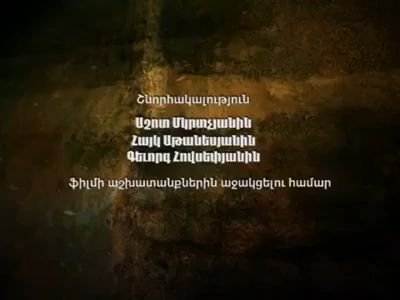 Շնորհակալություն
Աշոտ Մկրտչյանին
Հայկ Աթանեսյանին
Գեւորգ Հովսեփյանին
ֆիլմի աշխատանքներին աջակցելու համար